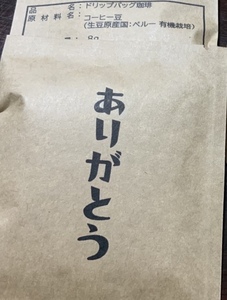 品　　名：ドリップバッグ珈琲
原材料名：コーヒー豆
（生豆原産国：ペルー 有機栽培）
8g
ありがとう